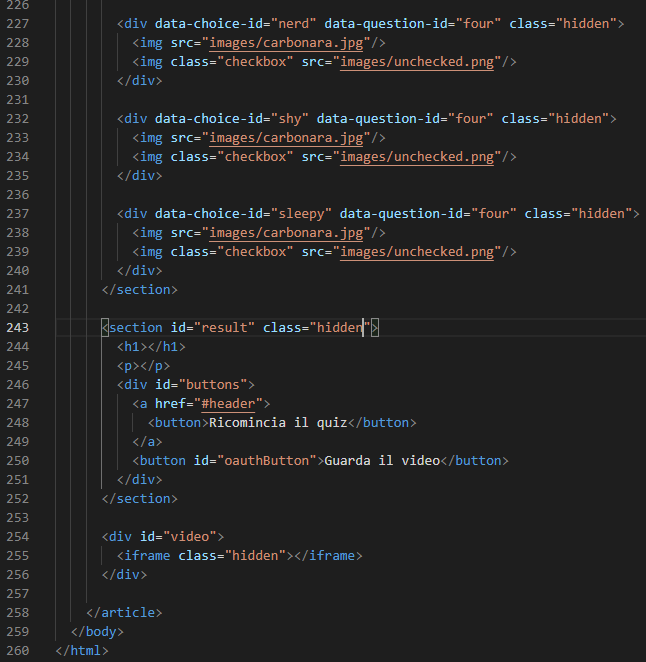 226
227 <div data-choice-id="nerd" data-question-id="four" class="hidden">
228 <img src="images/carbonara.jpg"/>
229 <img class="checkbox" src="images/unchecked.png"/>
230 </div>
231
232 <div data-choice-id="shy" data-question-id="four" class="hidden">
233 <img src="images/carbonara.jpg"/>
234 <img class="checkbox" src="images/unchecked.png"/>
235 </div>
236
237 <div data-choice-id="sleepy" data-question-id="four" class="hidden">
238 <img src="images/carbonara.jpg"/>
239 <img class="checkbox" src="images/unchecked.png"/>
240 </div>
241 </section>
242
243 <section id="result" class="hidden">
244 <h1></h1>
245 <p></p>
246 <div id="buttons">
247 <a href="#header">
248 <button>Ricomincia il quiz</button>
249 </a>
250 <button id="oauthButton">Guarda il video</button>
251 </div>
252 </section>
253
254 <div id="video">
255 <iframe class="hidden"></iframe>
256 </div>
257
258 </article>
259 </body>
260 </html>